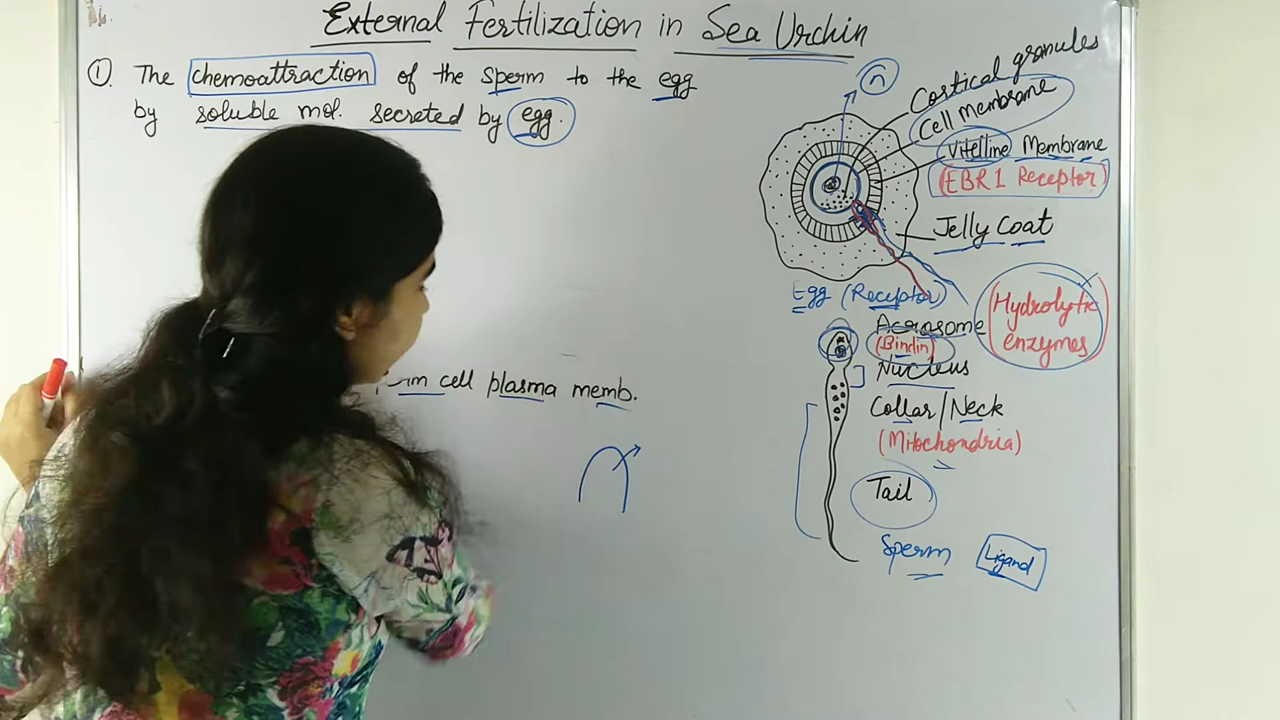 External Fertilization in Sea Urchin
① The chemoattraction of the sperm to the egg
by soluble mol. secreted by egg.
cell plasma memb.
n
Cortical granules
Cell membrane
Vitelline Membrane
(EBR1 Receptor)
Jelly Coat
Egg (Receptor)
Hydrolytic
enzymes
Acrosome
(Bindin)
Nucleus
Collar/Neck
(Mitochondria)
Tail
Sperm
Ligand